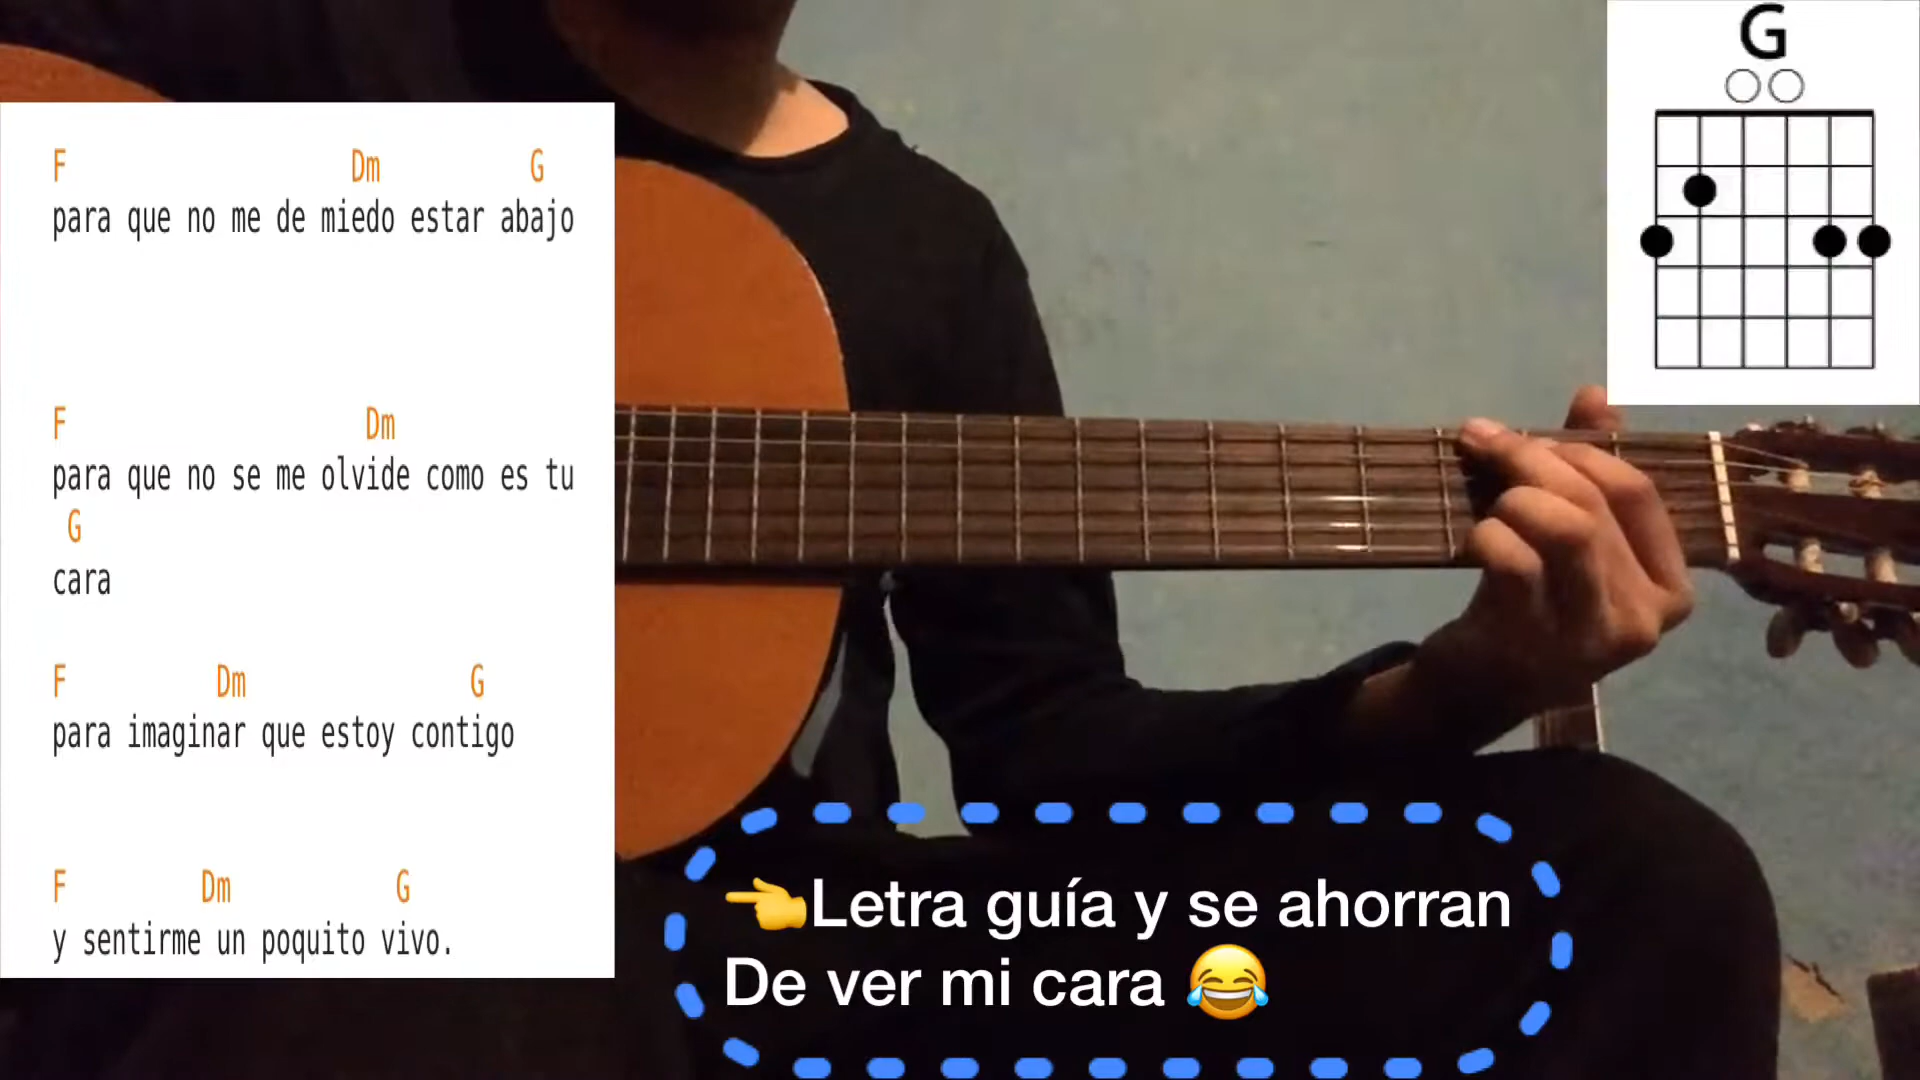 F Dm G
para que no me de miedo estar abajo
F Dm
para que no se me olvide como es tu
G
cara
F Dm G
para imaginar que estoy contigo
F Dm G
y sentirme un poquito vivo.
G
👈Letra guía y se ahorran
De ver mi cara 😂